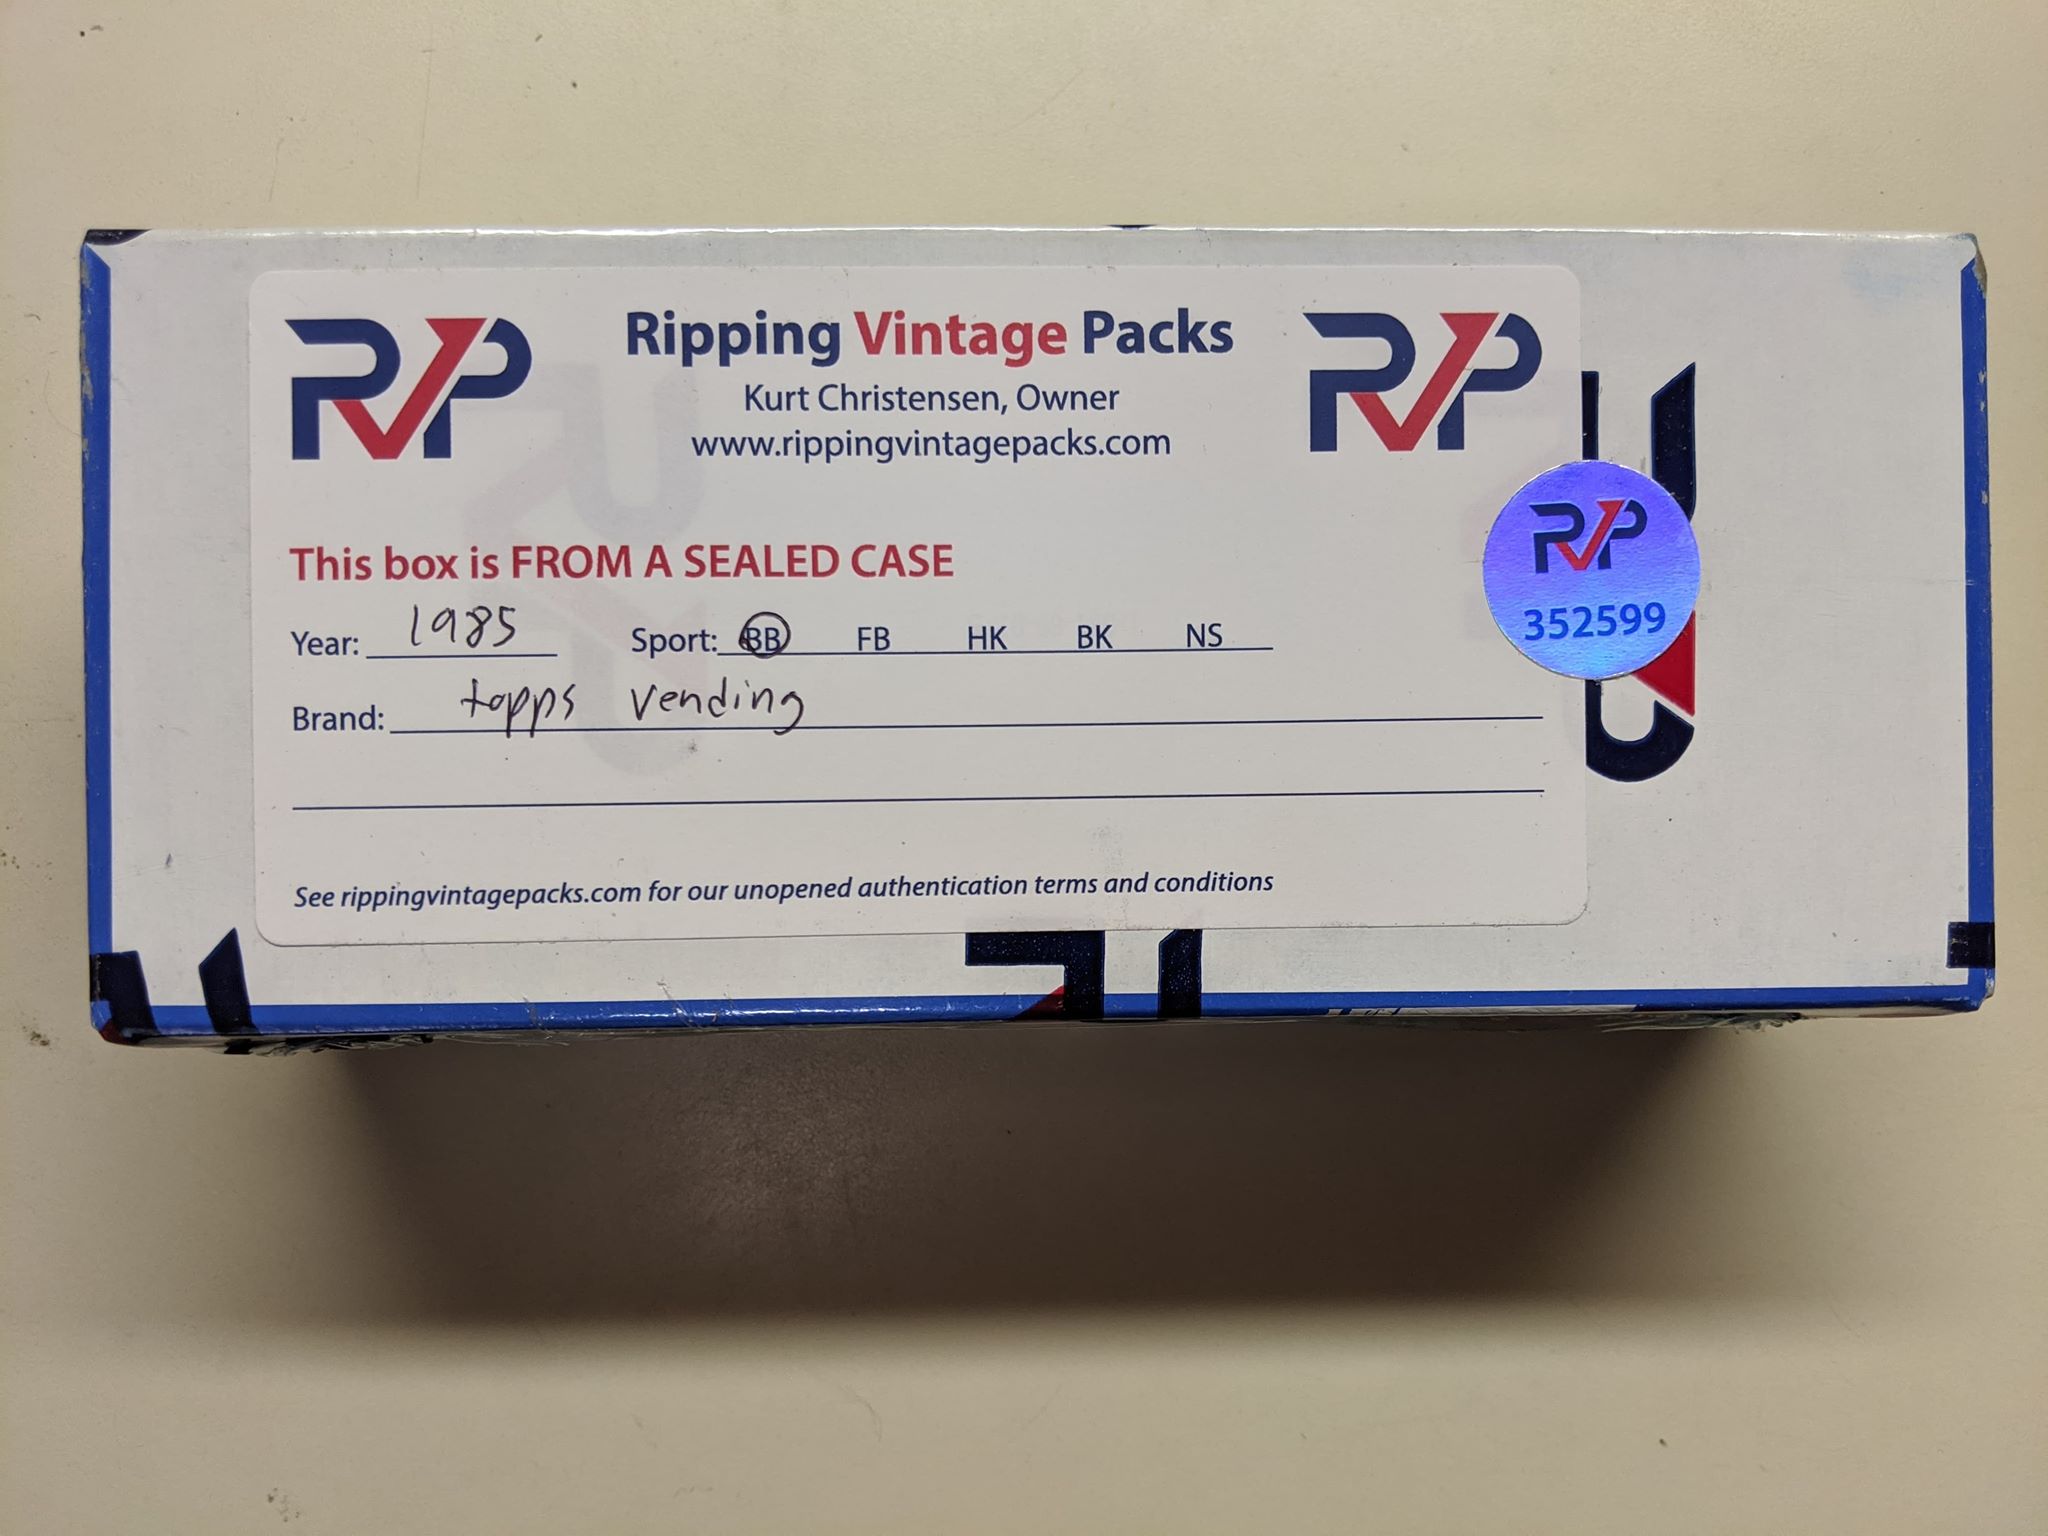 RVP Ripping Vintage Packs RVP
Kurt Christensen, Owner
www.rippingvintagepacks.com
This box is FROM A SEALED CASE
Year: 1985 Sport: BB FB HK BK NS
Brand: topps vending
See rippingvintagepacks.com for our unopened authentication terms and conditions
RVP
352599